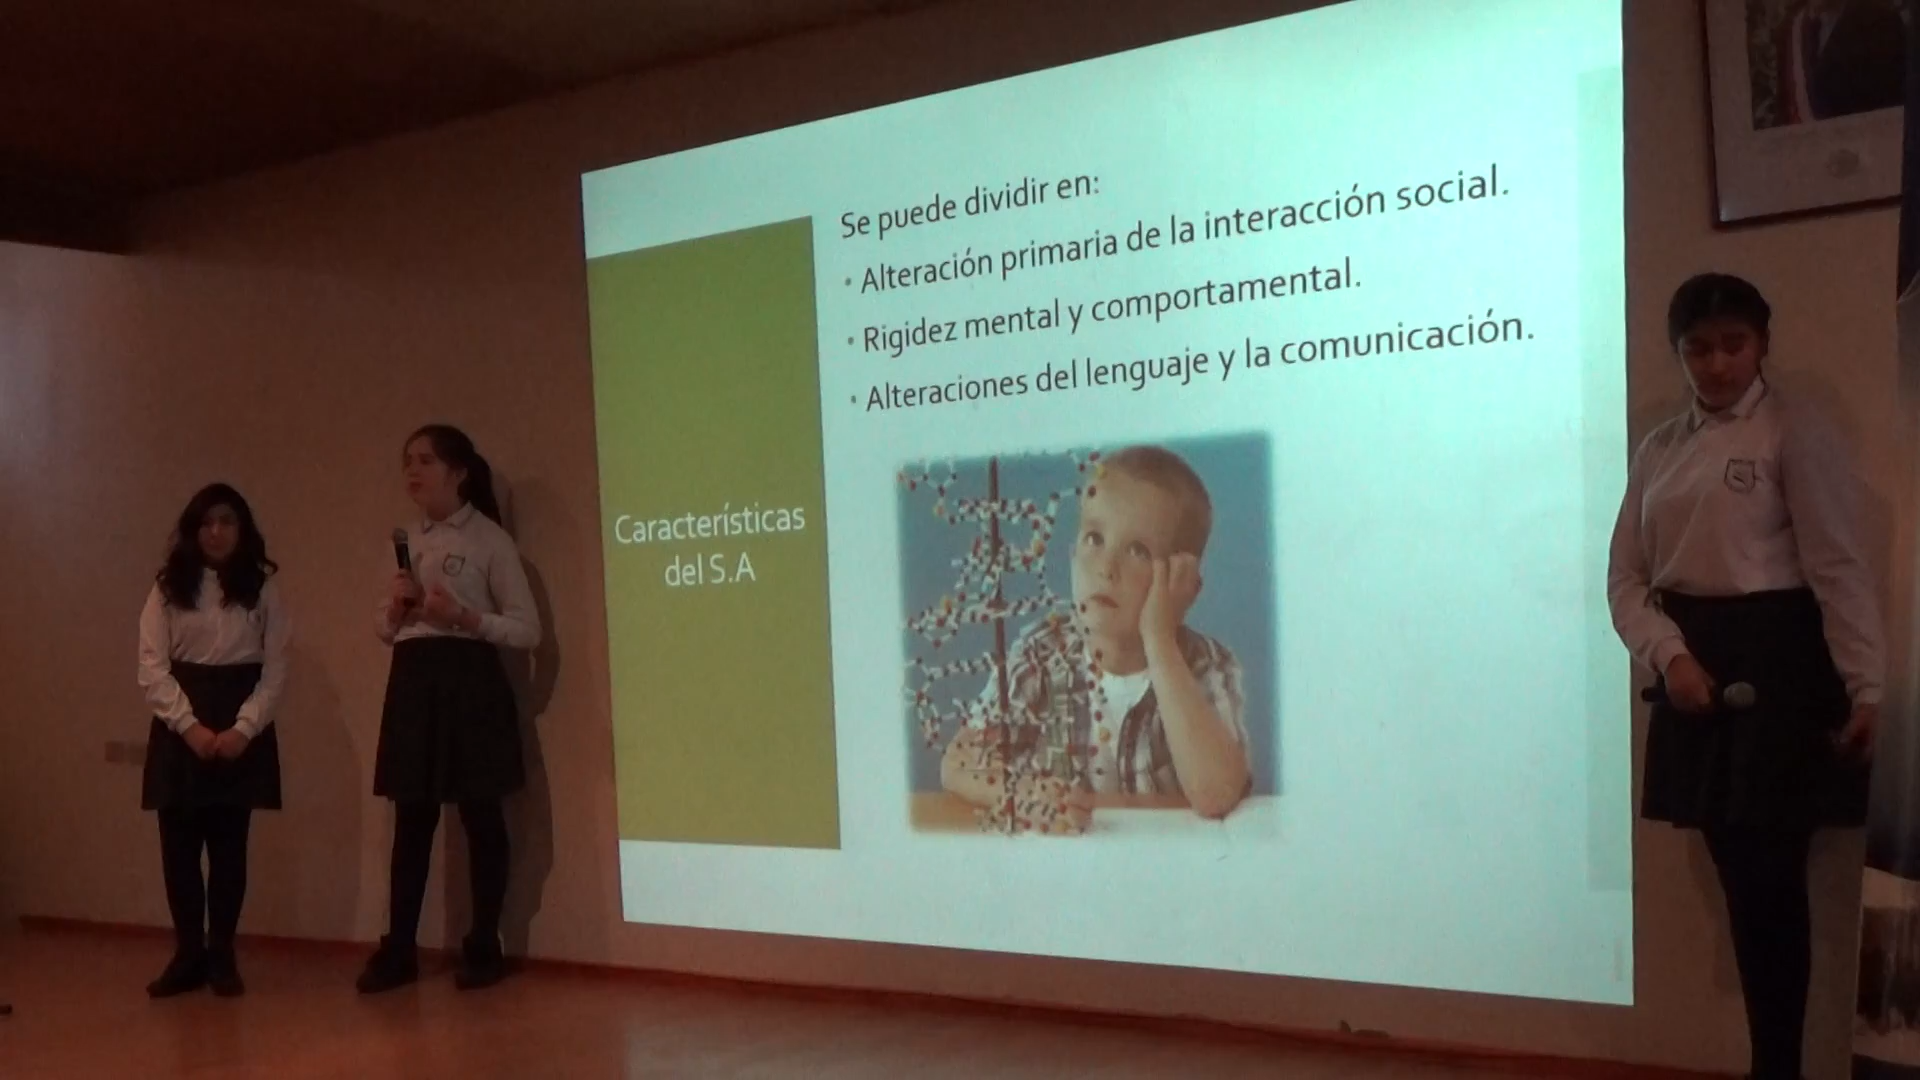 Se puede dividir en:
• Alteración primaria de la interacción social.
• Rigidez mental y comportamental.
• Alteraciones del lenguaje y la comunicación.
Características
del S.A